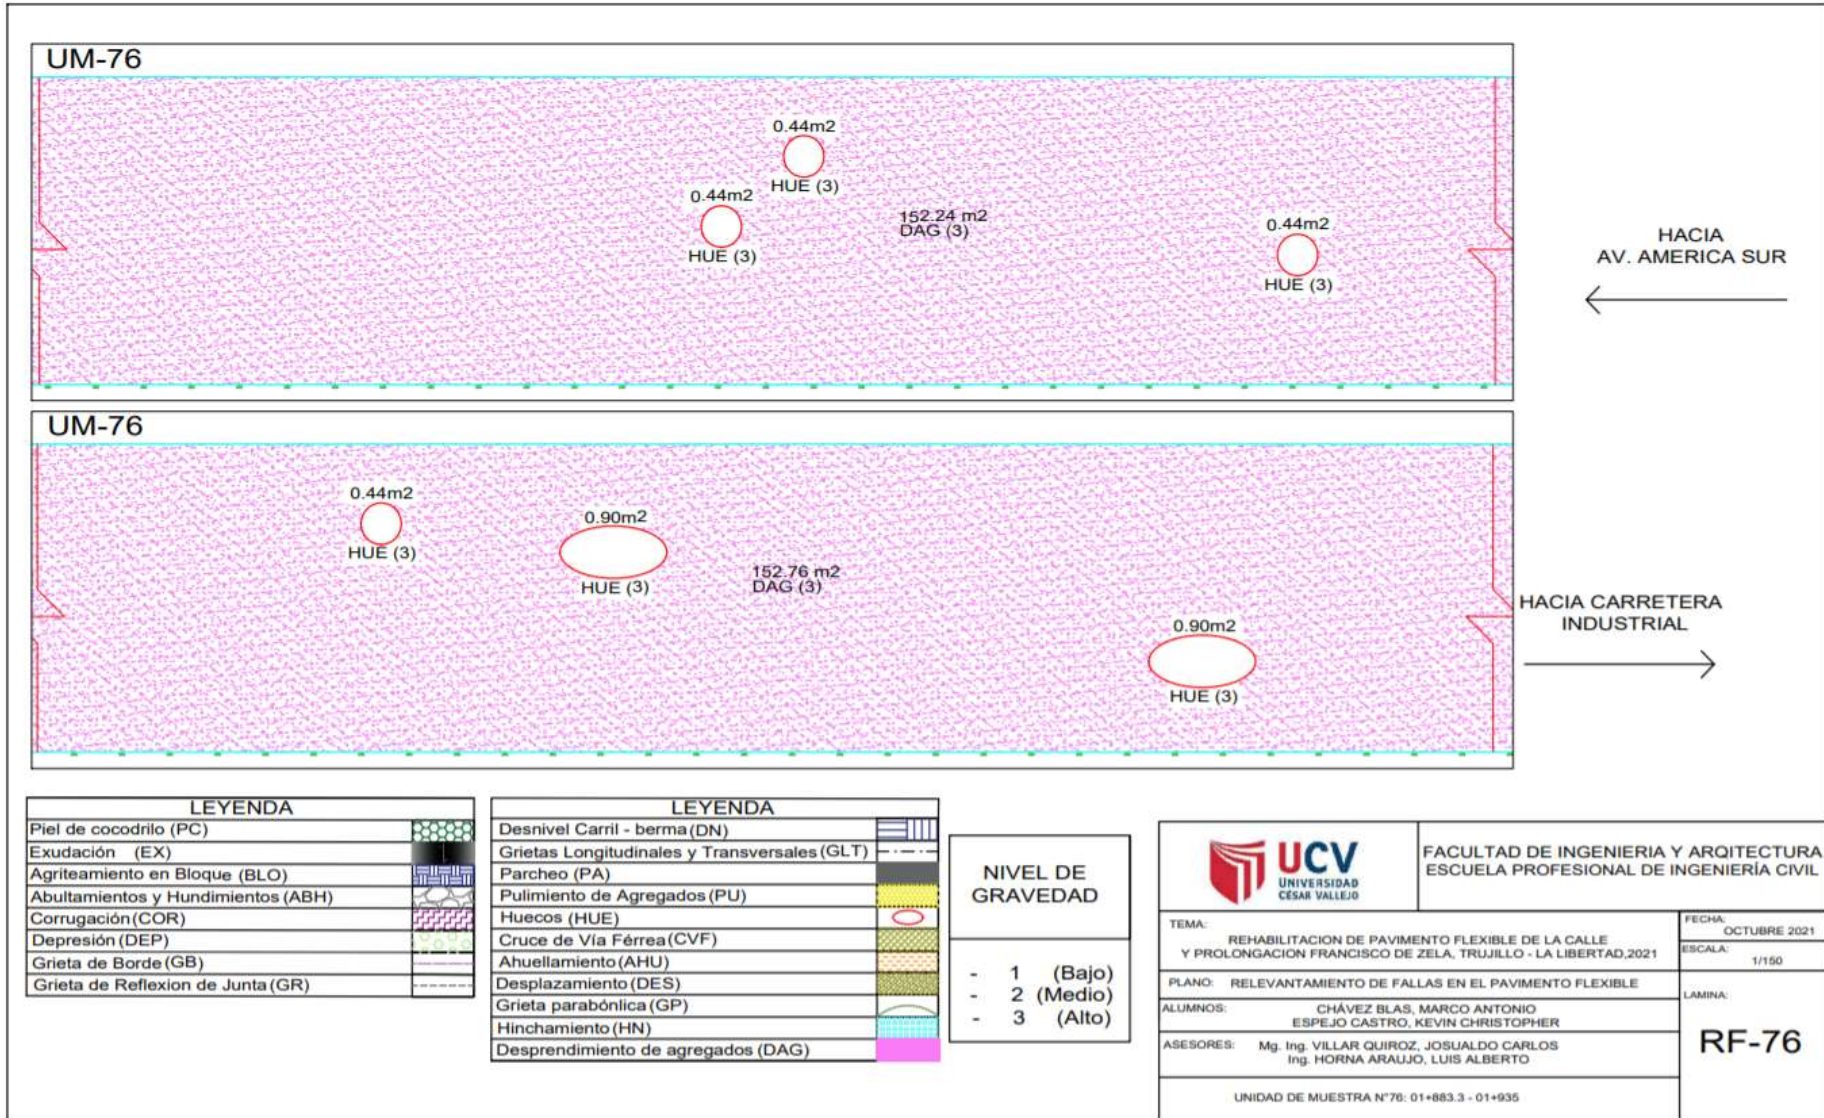 UM-76
0.44m2
HUE (3)
0.44m2
HUE (3)
152.24 m2
DAG (3)
0.44m2
HUE (3)
HACIA
AV. AMERICA SUR
UM-76
0.44m2
HUE (3)
0.90m2
HUE (3)
152.76 m2
DAG (3)
0.90m2
HUE (3)
HACIA CARRETERA
INDUSTRIAL
LEYENDA
Piel de cocodrilo (PC)
Exudación (EX)
Agriteamiento en Bloque (BLO)
Abultamientos y Hundimientos (ABH)
Corrugación (COR)
Depresión (DEP)
Grieta de Borde (GB)
Grieta de Reflexion de Junta (GR)
LEYENDA
Desnivel Carril - berma (DN)
Grietas Longitudinales y Transversales (GLT)
Parcheo (PA)
Pulimiento de Agregados (PU)
Huecos (HUE)
Cruce de Vía Férrea (CVF)
Ahuellamiento (AHU)
Desplazamiento (DES)
Grieta parabónlica (GP)
Hinchamiento (HN)
Desprendimiento de agregados (DAG)
NIVEL DE
GRAVEDAD
- 1 (Bajo)
- 2 (Medio)
- 3 (Alto)
UCV
UNIVERSIDAD
CÉSAR VALLEJO
FACULTAD DE INGENIERIA Y ARQITECTURA
ESCUELA PROFESIONAL DE INGENIERÍA CIVIL
TEMA:
REHABILITACION DE PAVIMENTO FLEXIBLE DE LA CALLE
Y PROLONGACION FRANCISCO DE ZELA, TRUJILLO - LA LIBERTAD,2021
FECHA:
OCTUBRE 2021
ESCALA:
1/150
PLANO: RELEVANTAMIENTO DE FALLAS EN EL PAVIMENTO FLEXIBLE
ALUMNOS: CHÁVEZ BLAS, MARCO ANTONIO
ESPEJO CASTRO, KEVIN CHRISTOPHER
ASESORES: Mg. Ing. VILLAR QUIROZ, JOSUALDO CARLOS
Ing. HORNA ARAUJO, LUIS ALBERTO
LAMINA:
RF-76
UNIDAD DE MUESTRA N°76: 01+883.3 - 01+935